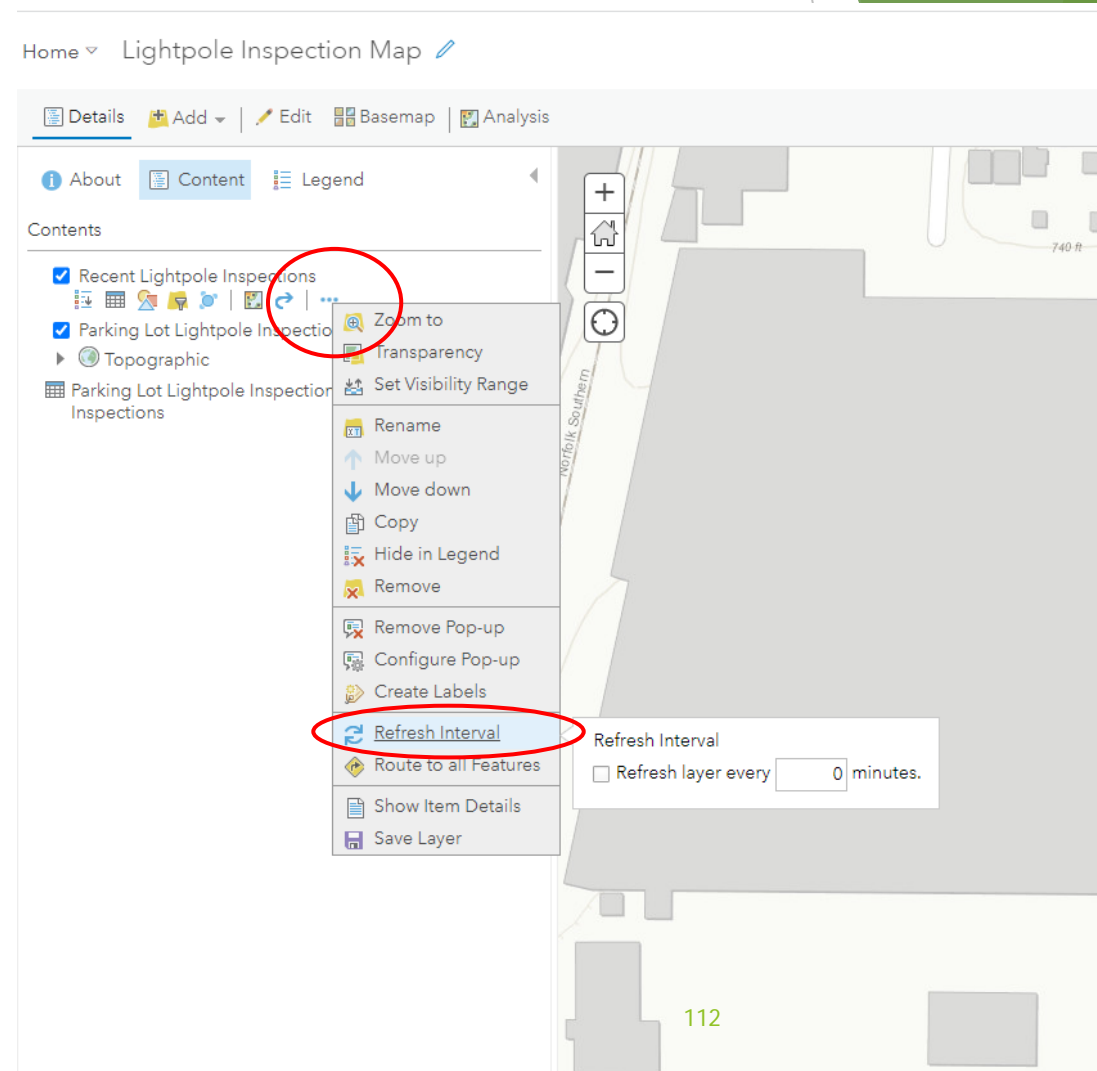 Home Lightpole Inspection Map
Details Add Edit Basemap Analysis
About Content Legend
Contents
Recent Lightpole Inspections
Parking Lot Lightpole Inspectio
Topographic
Parking Lot Lightpole Inspection
Inspections
Zoom to
Transparency
Set Visibility Range
Rename
Move up
Move down
Copy
Hide in Legend
Remove
Remove Pop-up
Configure Pop-up
Create Labels
Refresh Interval
Route to all Features
Show Item Details
Save Layer
Refresh Interval
Refresh layer every 0 minutes.
740 ft
Norfolk Southern
112